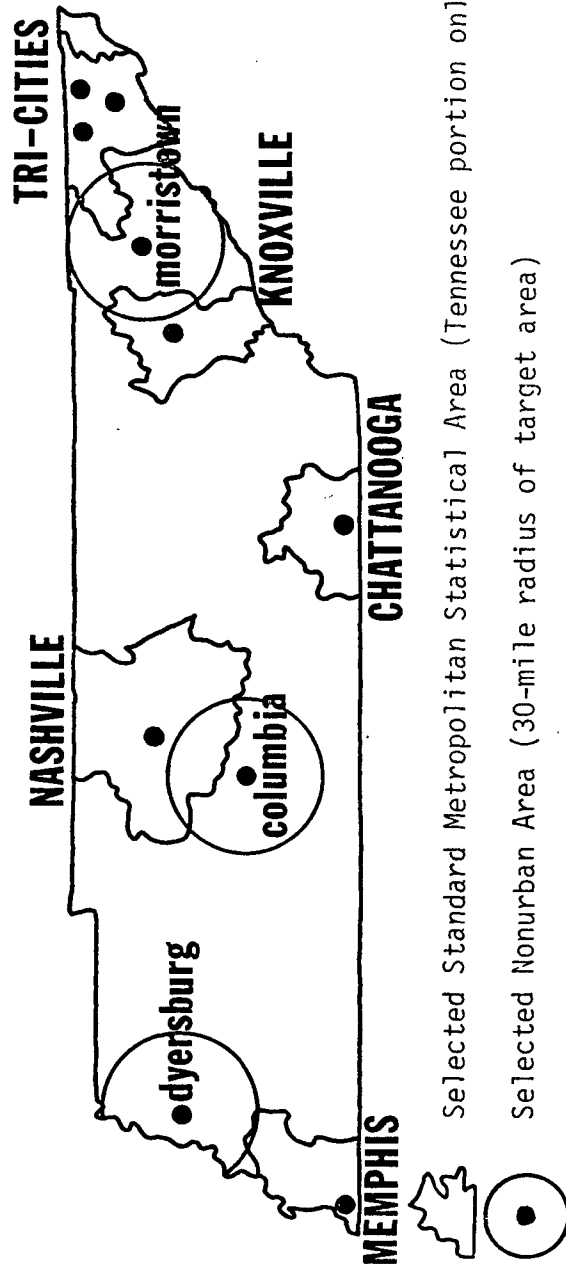 TRI-CITIES
NASHVILLE
morristown
dyersburg
columbia
KNOXVILLE
MEMPHIS
CHATTANOOGA
Selected Standard Metropolitan Statistical Area (Tennessee portion onl
Selected Nonurban Area (30-mile radius of target area)